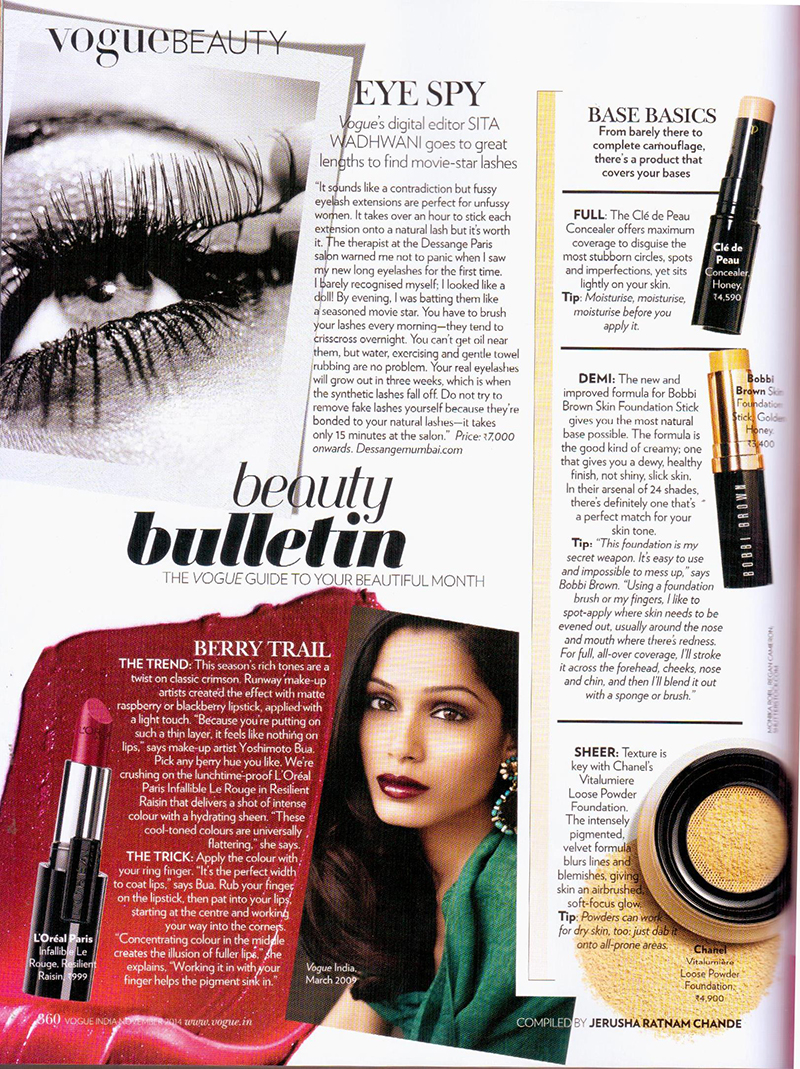 vogueBEAUTY
EYE SPY
Vogue's digital editor SITA
WADHWANI goes to great
lengths to find movie-star lashes
"It sounds like a contradiction but fussy
eyelash extensions are perfect for unfussy
women. It takes over an hour to stick each
extension onto a natural lash but it's worth
it. The therapist at the Dessange Paris
salon warned me not to panic when I saw
my new long eyelashes for the first time.
I barely recognised myself; I looked like a
doll! By evening, I was batting them like
a seasoned movie star. You have to brush
your lashes every morning—they tend to
crisscross overnight. You can't get oil near
them, but water, exercising and gentle towel
rubbing are no problem. Your real eyelashes
will grow out in three weeks, which is when
the synthetic lashes fall off. Do not try to
remove fake lashes yourself because they're
bonded to your natural lashes—it takes
only 15 minutes at the salon." Price: ₹7,000
onwards. Dessangemumbai.com
beauty
bulletin
THE VOGUE GUIDE TO YOUR BEAUTIFUL MONTH
BERRY TRAIL
THE TREND: This season's rich tones are a
twist on classic crimson. Runway make-up
artists created the effect with matte
raspberry or blackberry lipstick, applied with
a light touch. "Because you're putting on
such a thin layer, it feels like nothing on
lips," says make-up artist Yoshimoto Bua.
Pick any berry hue you like. We're
crushing on the lunchtime-proof L'Oréal
Paris Infallible Le Rouge in Resilient
Raisin that delivers a shot of intense
colour with a hydrating sheen. "These
cool-toned colours are universally
flattering," she says.
THE TRICK: Apply the colour with
your ring finger. "It's the perfect width
to coat lips," says Bua. Rub your finger
on the lipstick, then pat into your lips,
starting at the centre and working
your way into the corners.
"Concentrating colour in the middle
creates the illusion of fuller lips," she
explains. "Working it in with your
finger helps the pigment sink in."
L'Oréal Paris
Infallible Le
Rouge, Resilient
Raisin, ₹999
Vogue India,
March 2009
BASE BASICS
From barely there to
complete camouflage,
there's a product that
covers your bases
FULL: The Clé de Peau
Concealer offers maximum
coverage to disguise the
most stubborn circles, spots
and imperfections, yet sits
lightly on your skin.
Tip: Moisturise, moisturise,
moisturise before you
apply it.
Clé de
Peau
Concealer,
Honey,
₹4,590
DEMI: The new and
improved formula for Bobbi
Brown Skin Foundation Stick
gives you the most natural
base possible. The formula is
the good kind of creamy; one
that gives you a dewy, healthy
finish, not shiny, slick skin.
In their arsenal of 24 shades,
there's definitely one that's
a perfect match for your
skin tone.
Tip: "This foundation is my
secret weapon. It's easy to use
and impossible to mess up," says
Bobbi Brown. "Using a foundation
brush or my fingers, I like to
spot-apply where skin needs to be
evened out, usually around the nose
and mouth where there's redness.
For full, all-over coverage, I'll stroke
it across the forehead, cheeks, nose
and chin, and then I'll blend it out
with a sponge or brush."
Bobbi
Brown Skin
Foundation
Stick, Golden
Honey,
₹3,400
BOBBI BROWN
SHEER: Texture is
key with Chanel's
Vitalumiere
Loose Powder
Foundation.
The intensely
pigmented,
velvet formula
blurs lines and
blemishes, giving
skin an airbrushed,
soft-focus glow.
Tip: Powders can work
for dry skin, too: just dab it
onto all-prone areas.
Chanel
Vitalumière
Loose Powder
Foundation,
₹4,900
SHUTTERSTOCK.COM
360 VOGUE INDIA NOVEMBER 2014 www.vogue.in
COMPILED BY JERUSHA RATNAM CHANDE